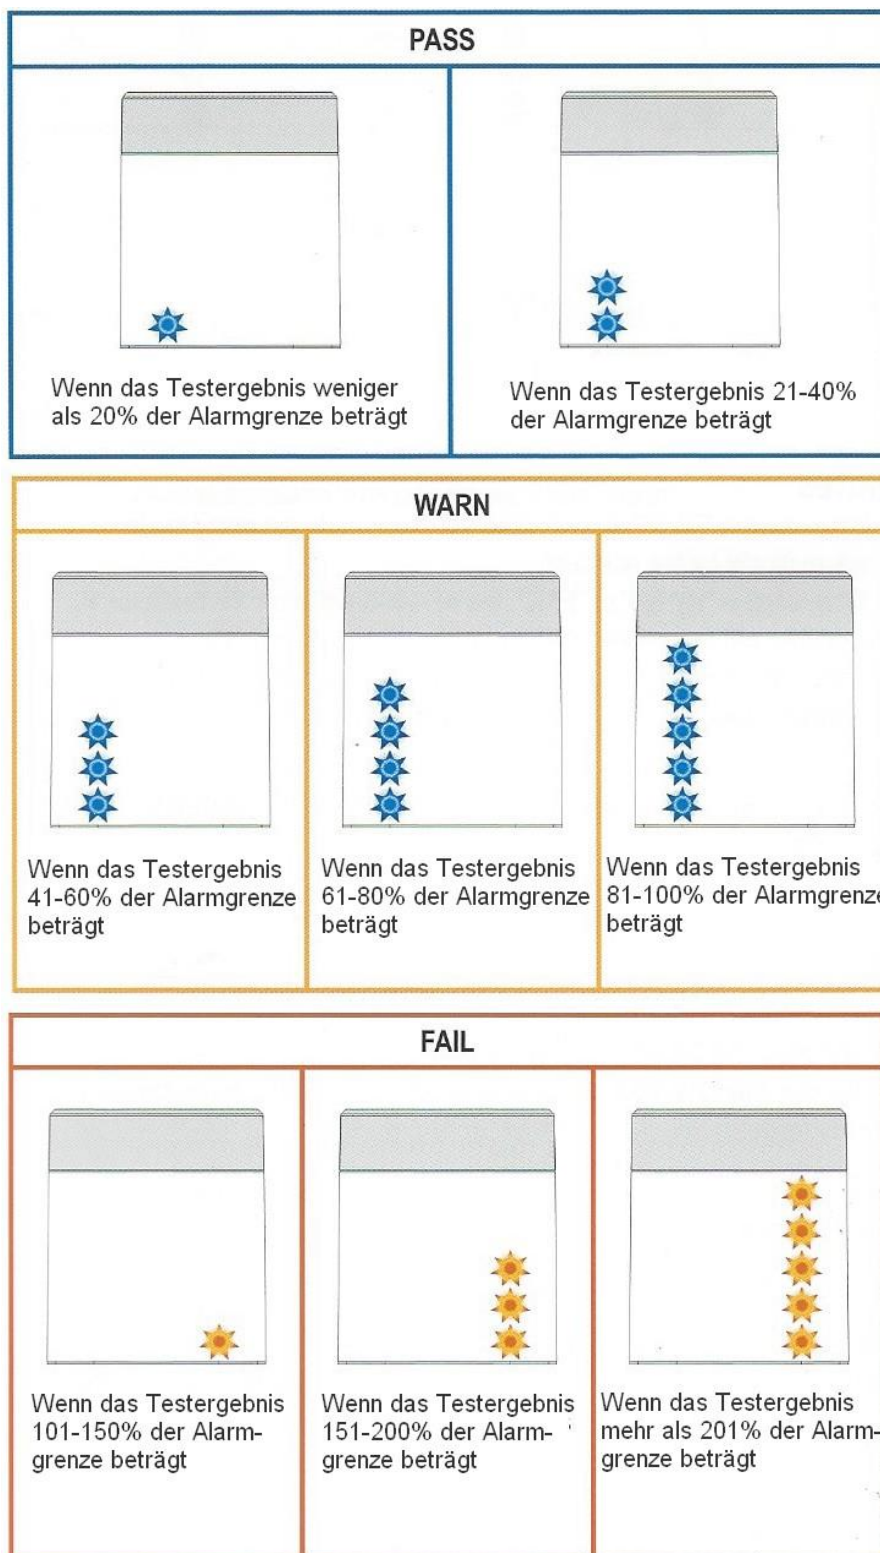 PASS
Wenn das Testergebnis weniger
als 20% der Alarmgrenze beträgt
Wenn das Testergebnis 21-40%
der Alarmgrenze beträgt
WARN
Wenn das Testergebnis
41-60% der Alarmgrenze
beträgt
Wenn das Testergebnis
61-80% der Alarmgrenze
beträgt
Wenn das Testergebnis
81-100% der Alarmgrenze
beträgt
FAIL
Wenn das Testergebnis
101-150% der Alarm-
grenze beträgt
Wenn das Testergebnis
151-200% der Alarm-
grenze beträgt
Wenn das Testergebnis
mehr als 201% der Alarm-
grenze beträgt